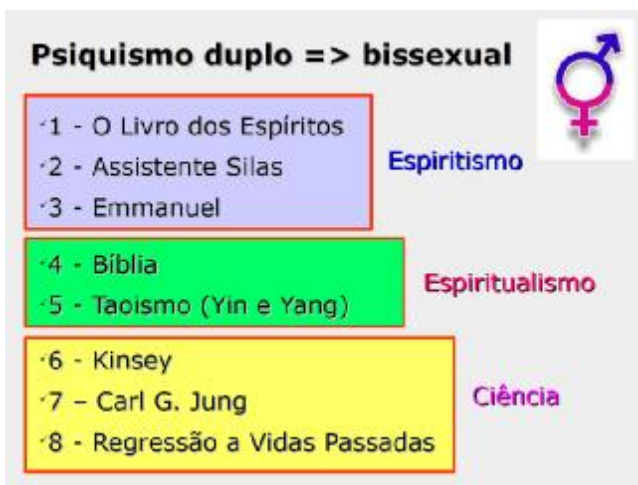 Psiquismo duplo => bissexual
1 - O Livro dos Espíritos
2 - Assistente Silas
3 - Emmanuel
Espiritismo
4 - Bíblia
5 - Taoismo (Yin e Yang)
Espiritualismo
6 - Kinsey
7 – Carl G. Jung
8 - Regressão a Vidas Passadas
Ciência